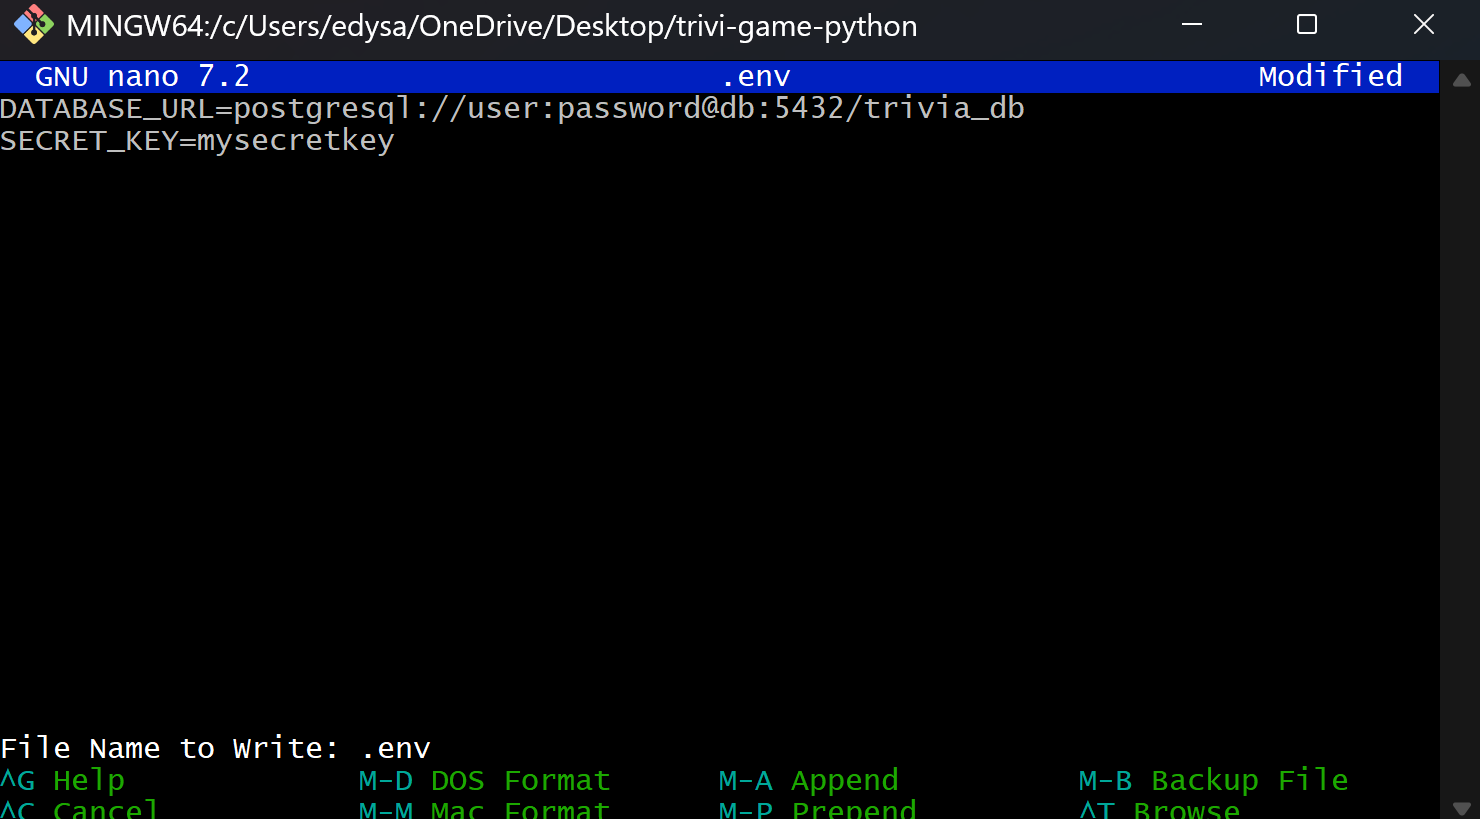 MINGW64:/c/Users/edysa/OneDrive/Desktop/trivi-game-python
GNU nano 7.2 .env Modified
DATABASE_URL=postgresql://user:password@db:5432/trivia_db
SECRET_KEY=mysecretkey
File Name to Write: .env
^G Help M-D DOS Format M-A Append M-B Backup File
^C Cancel M-M Mac Format M-P Prepend ^T Browse